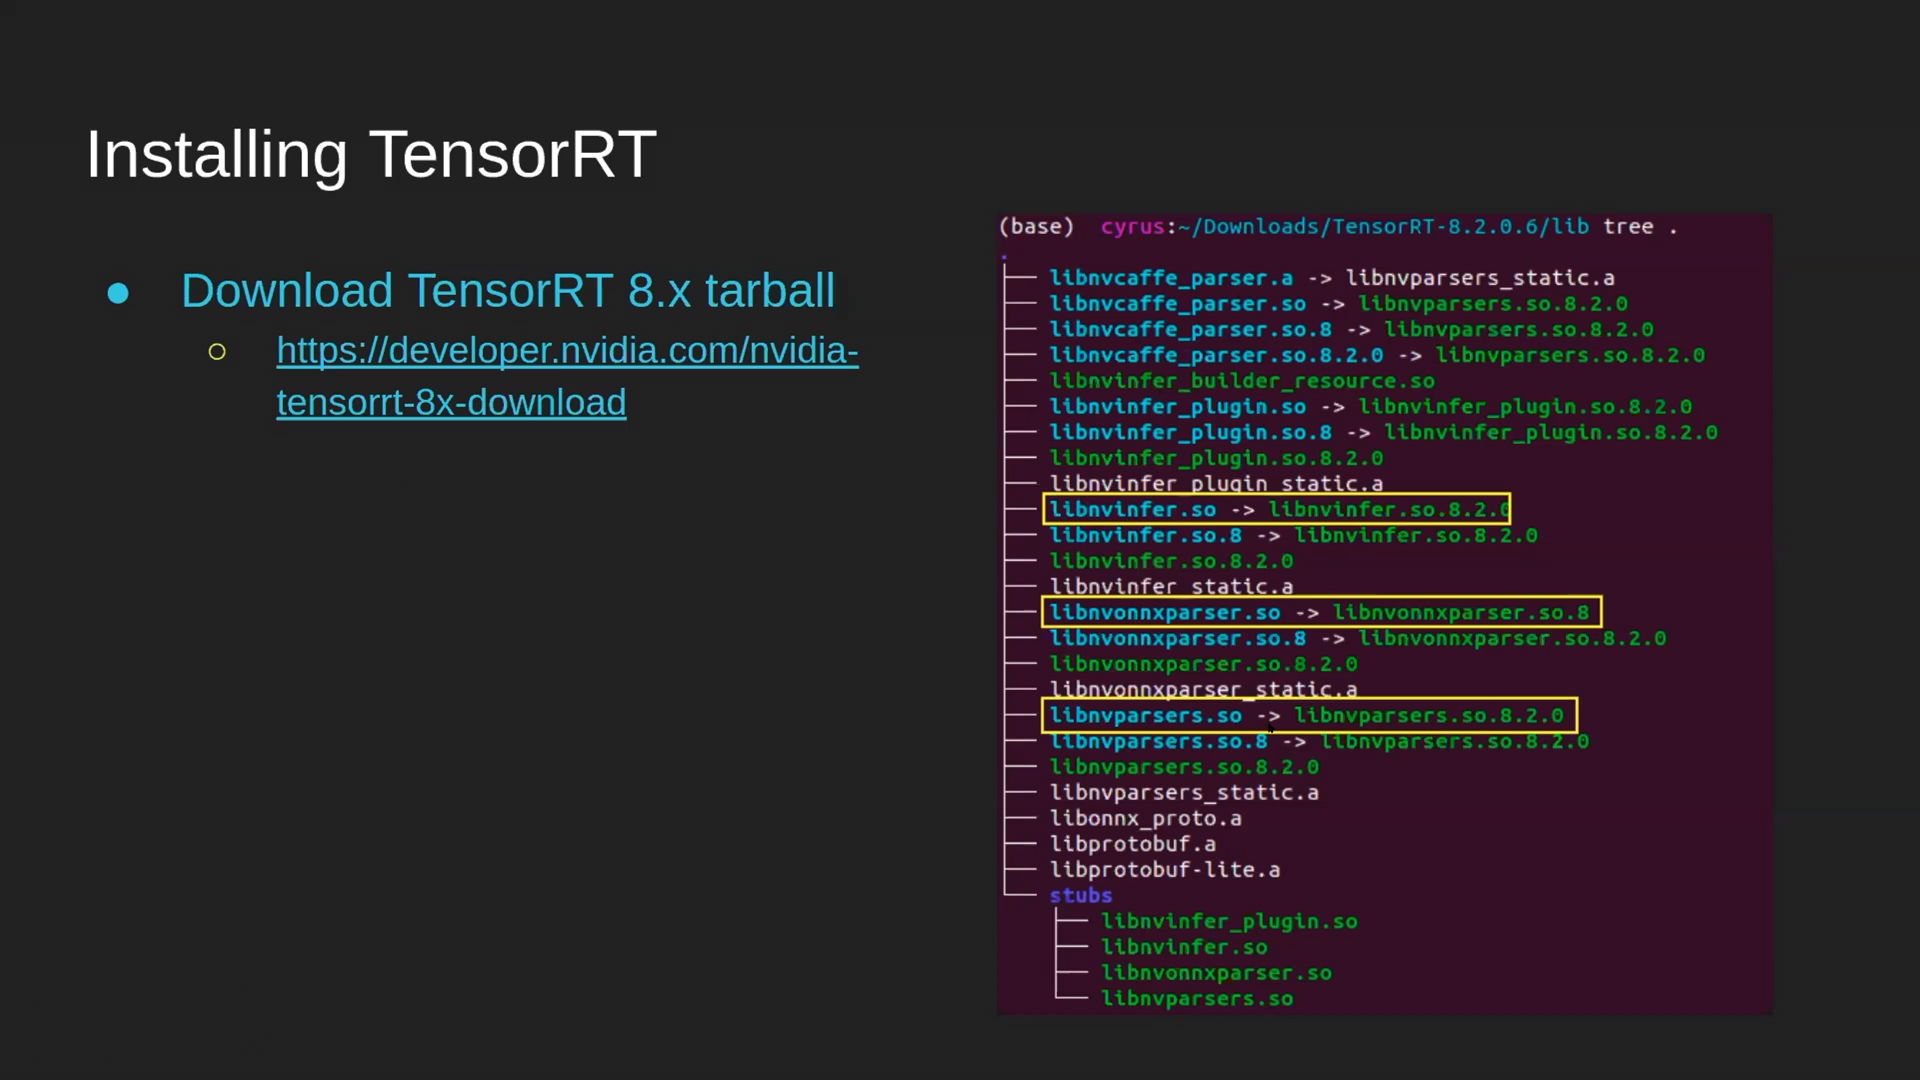 Installing TensorRT
● Download TensorRT 8.x tarball
○ https://developer.nvidia.com/nvidia-
tensorrt-8x-download
(base) cyrus:~/Downloads/TensorRT-8.2.0.6/lib tree .
.
├── libnvcaffe_parser.a -> libnvparsers_static.a
├── libnvcaffe_parser.so -> libnvparsers.so.8.2.0
├── libnvcaffe_parser.so.8 -> libnvparsers.so.8.2.0
├── libnvcaffe_parser.so.8.2.0 -> libnvparsers.so.8.2.0
├── libnvinfer_builder_resource.so
├── libnvinfer_plugin.so -> libnvinfer_plugin.so.8.2.0
├── libnvinfer_plugin.so.8 -> libnvinfer_plugin.so.8.2.0
├── libnvinfer_plugin.so.8.2.0
├── libnvinfer_plugin_static.a
├── libnvinfer.so -> libnvinfer.so.8.2.0
├── libnvinfer.so.8 -> libnvinfer.so.8.2.0
├── libnvinfer.so.8.2.0
├── libnvinfer_static.a
├── libnvonnxparser.so -> libnvonnxparser.so.8
├── libnvonnxparser.so.8 -> libnvonnxparser.so.8.2.0
├── libnvonnxparser.so.8.2.0
├── libnvonnxparser_static.a
├── libnvparsers.so -> libnvparsers.so.8.2.0
├── libnvparsers.so.8 -> libnvparsers.so.8.2.0
├── libnvparsers.so.8.2.0
├── libnvparsers_static.a
├── libonnx_proto.a
├── libprotobuf.a
├── libprotobuf-lite.a
└── stubs
    ├── libnvinfer_plugin.so
    ├── libnvinfer.so
    ├── libnvonnxparser.so
    └── libnvparsers.so